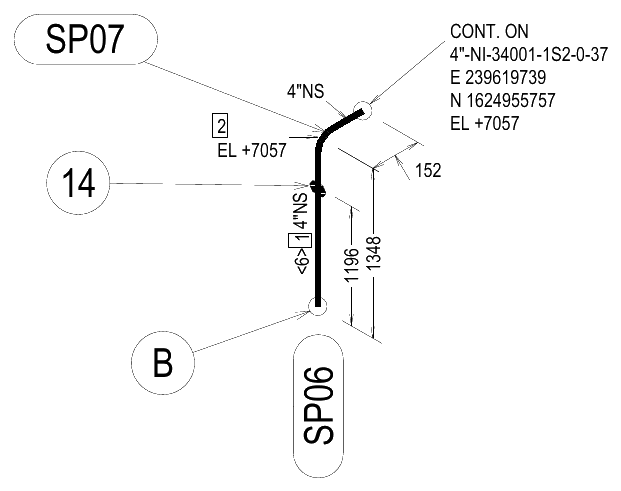 SP07
CONT. ON
4"-NI-34001-1S2-0-37
E 239619739
N 1624955757
EL +7057
4"NS
2
EL +7057
152
14
4"NS
<6> 1
1196
1348
B
SP06